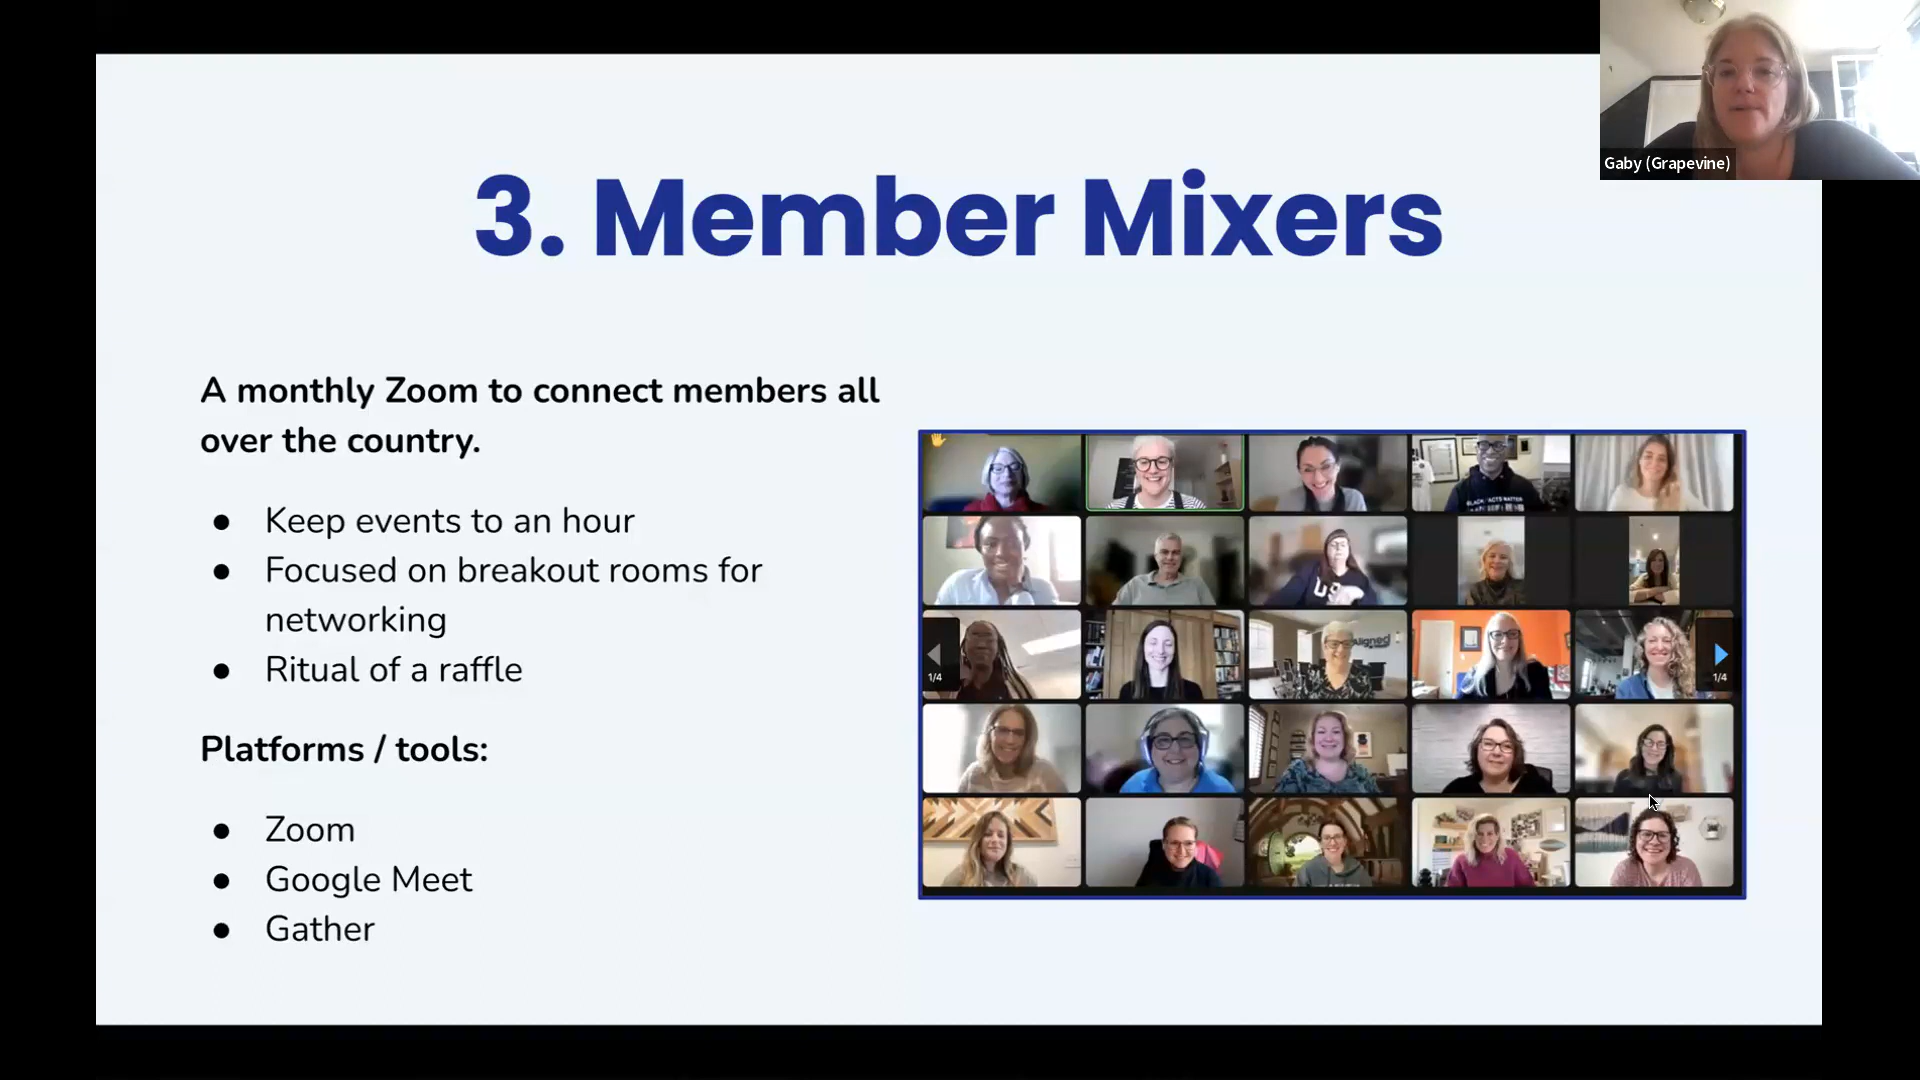 Gaby (Grapevine)
3. Member Mixers
A monthly Zoom to connect members all
over the country.
● Keep events to an hour
● Focused on breakout rooms for
networking
● Ritual of a raffle
Platforms / tools:
● Zoom
● Google Meet
● Gather
1/4
1/4